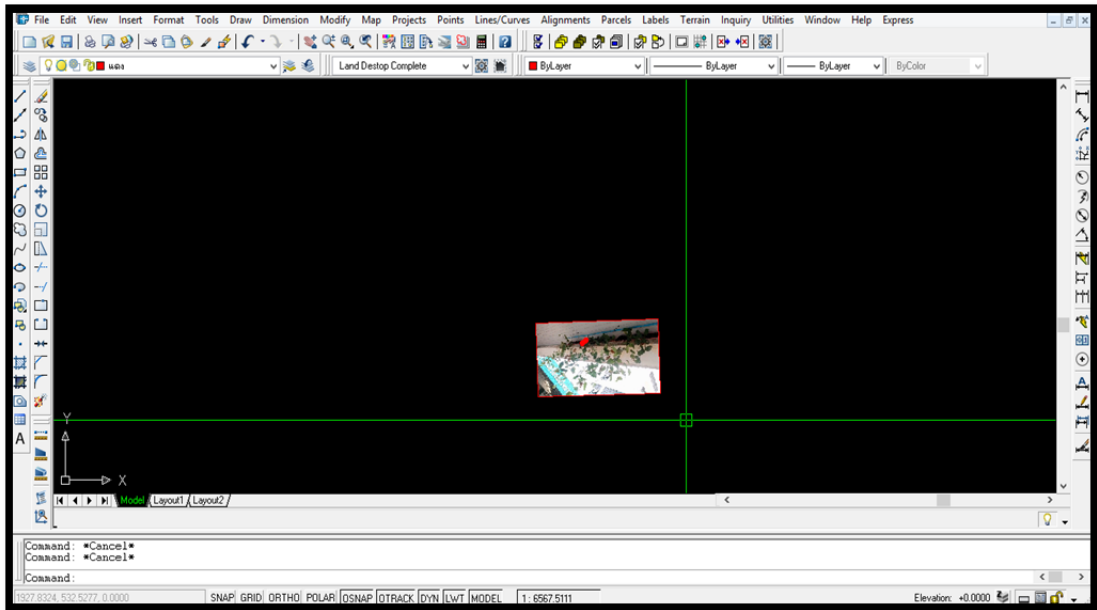 File Edit View Insert Format Tools Draw Dimension Modify Map Projects Points Lines/Curves Alignments Parcels Labels Terrain Inquiry Utilities Window Help Express
แดง Land Destop Complete ByLayer ByLayer ByLayer ByColor
Y
X
Model Layout1 Layout2
Command: *Cancel*
Command: *Cancel*
Command:
1927.8324, 532.5277, 0.0000 SNAP GRID ORTHO POLAR OSNAP OTRACK DYN LWT MODEL 1: 6567.5111 Elevation: +0.0000